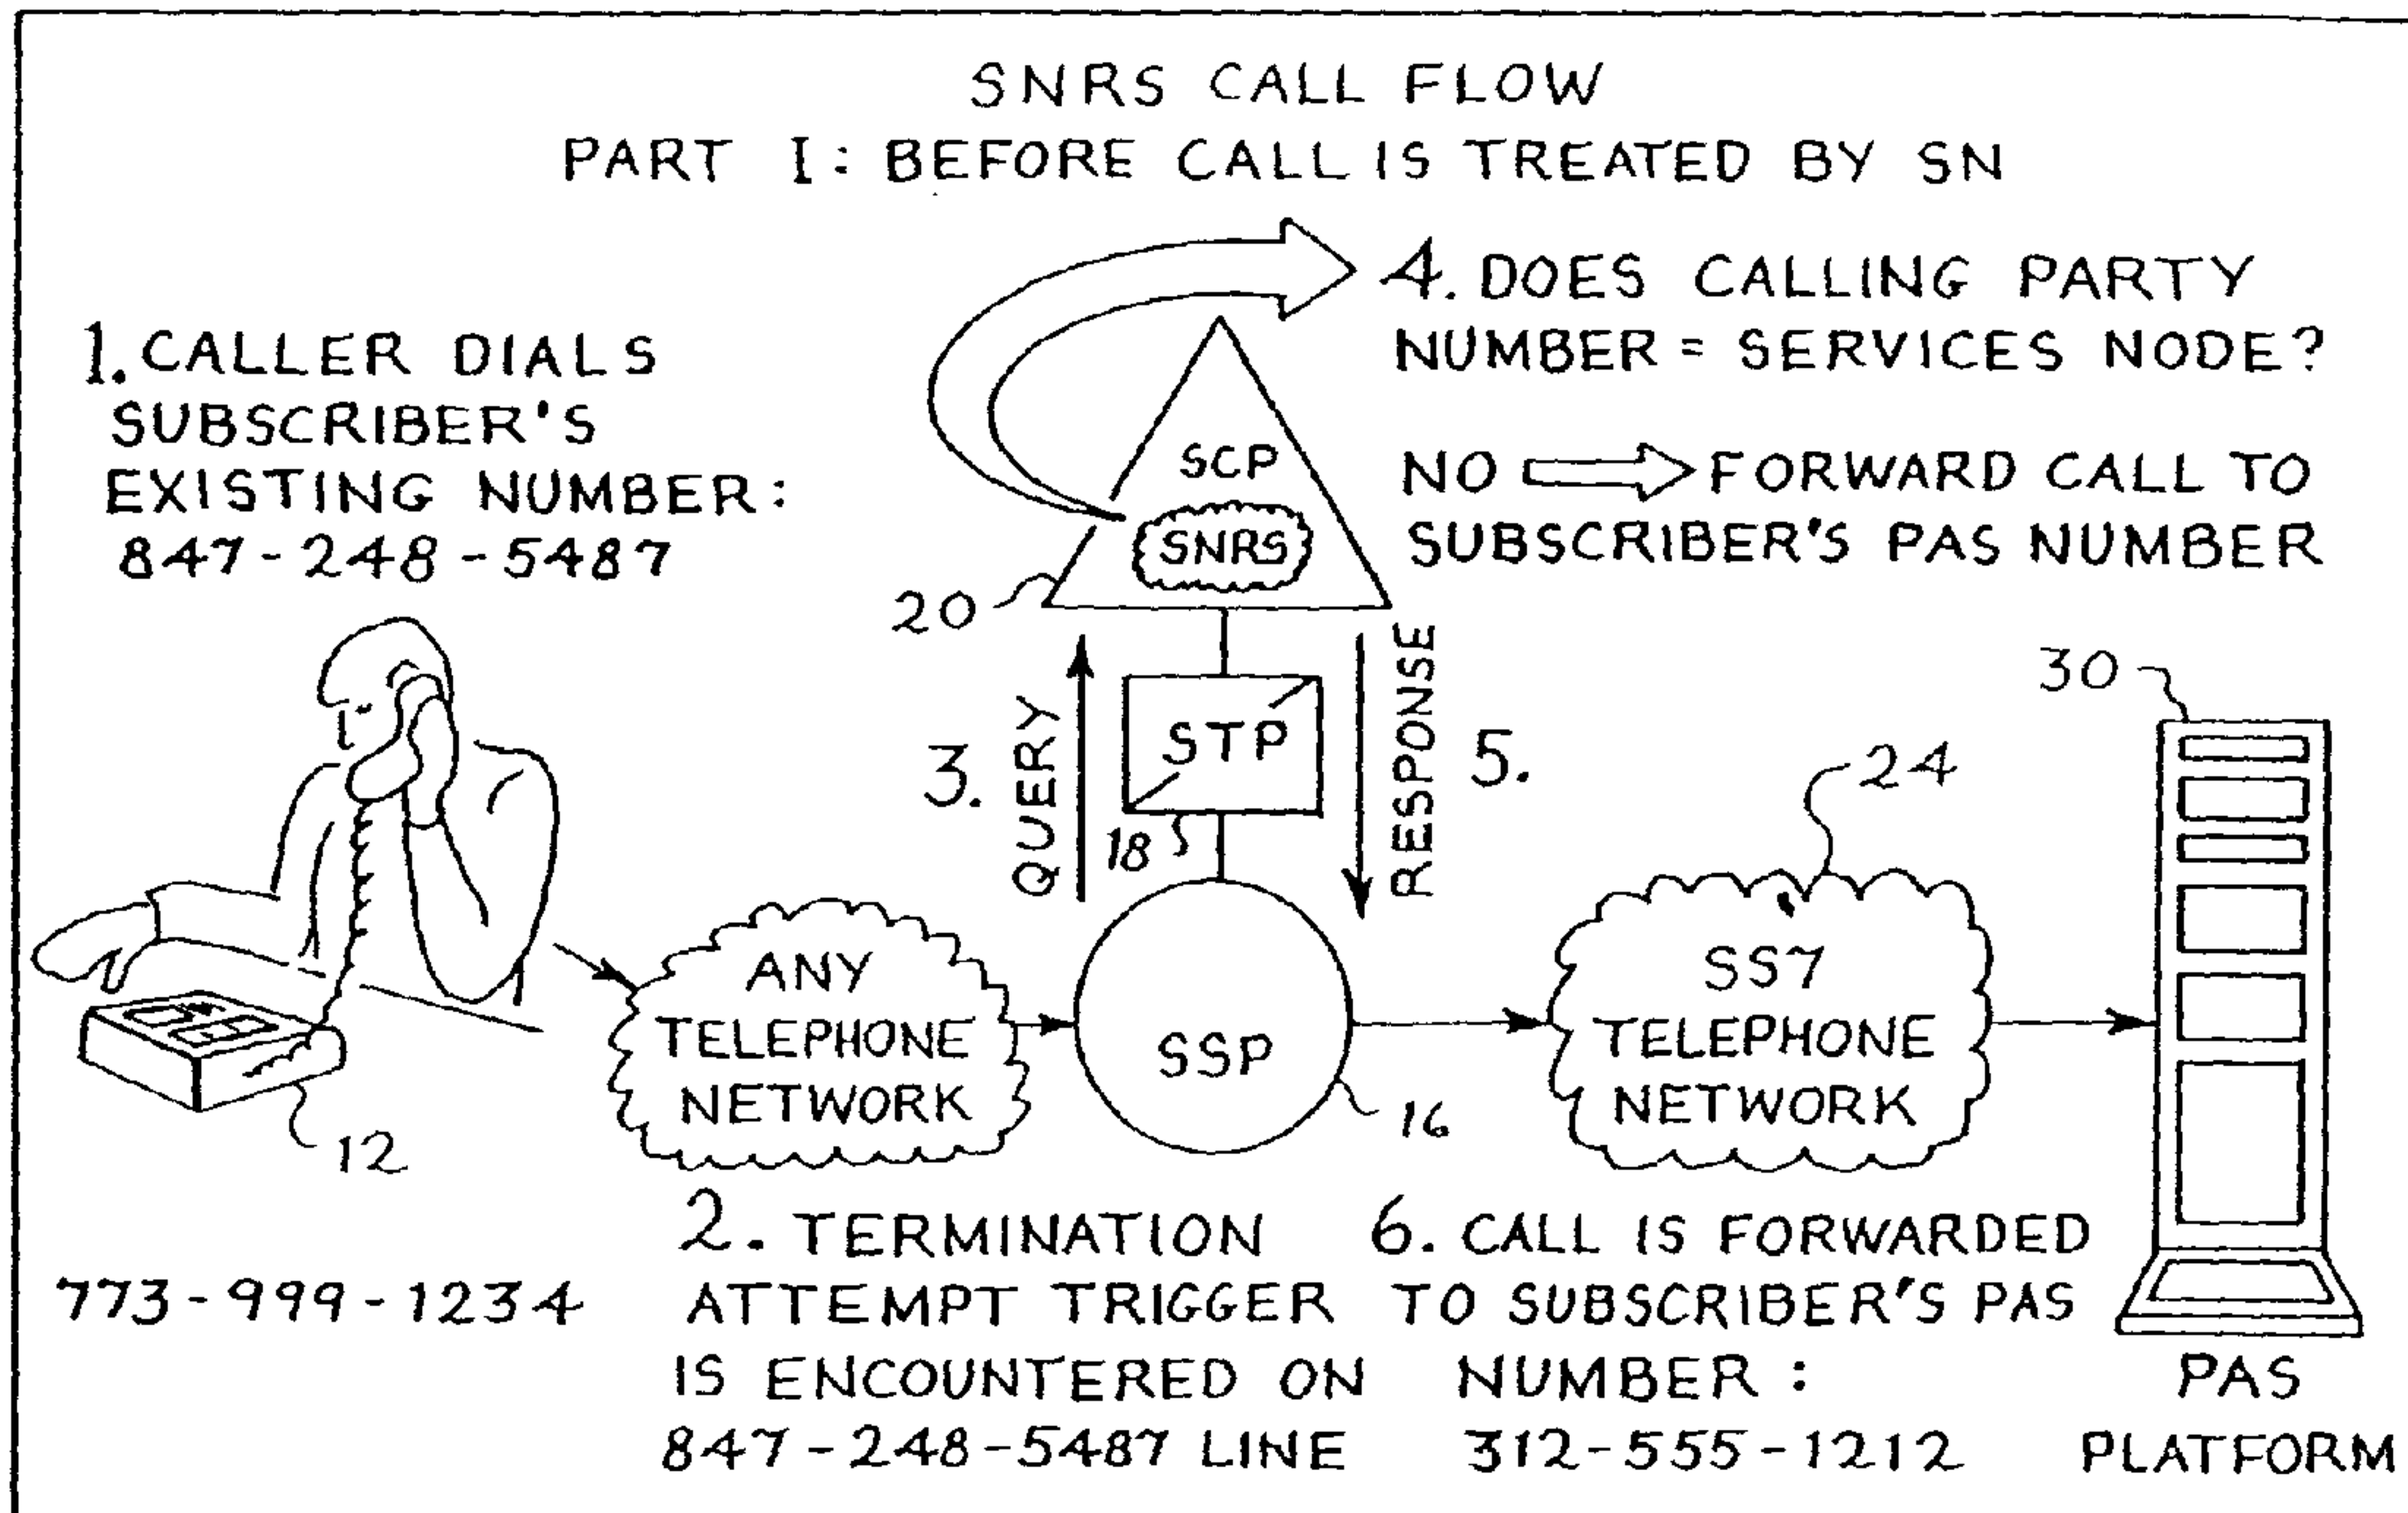 SNRS CALL FLOW
PART I: BEFORE CALL IS TREATED BY SN
1. CALLER DIALS
SUBSCRIBER'S
EXISTING NUMBER:
847-248-5487
4. DOES CALLING PARTY
NUMBER = SERVICES NODE?
NO ⇒ FORWARD CALL TO
SUBSCRIBER'S PAS NUMBER
SCP
SNRS
20
3.
QUERY
STP
18
RESPONSE
5.
30
24
12
ANY
TELEPHONE
NETWORK
SSP
16
SS7
TELEPHONE
NETWORK
773-999-1234
2. TERMINATION
ATTEMPT TRIGGER
IS ENCOUNTERED ON
847-248-5487 LINE
6. CALL IS FORWARDED
TO SUBSCRIBER'S PAS
NUMBER:
312-555-1212
PAS
PLATFORM